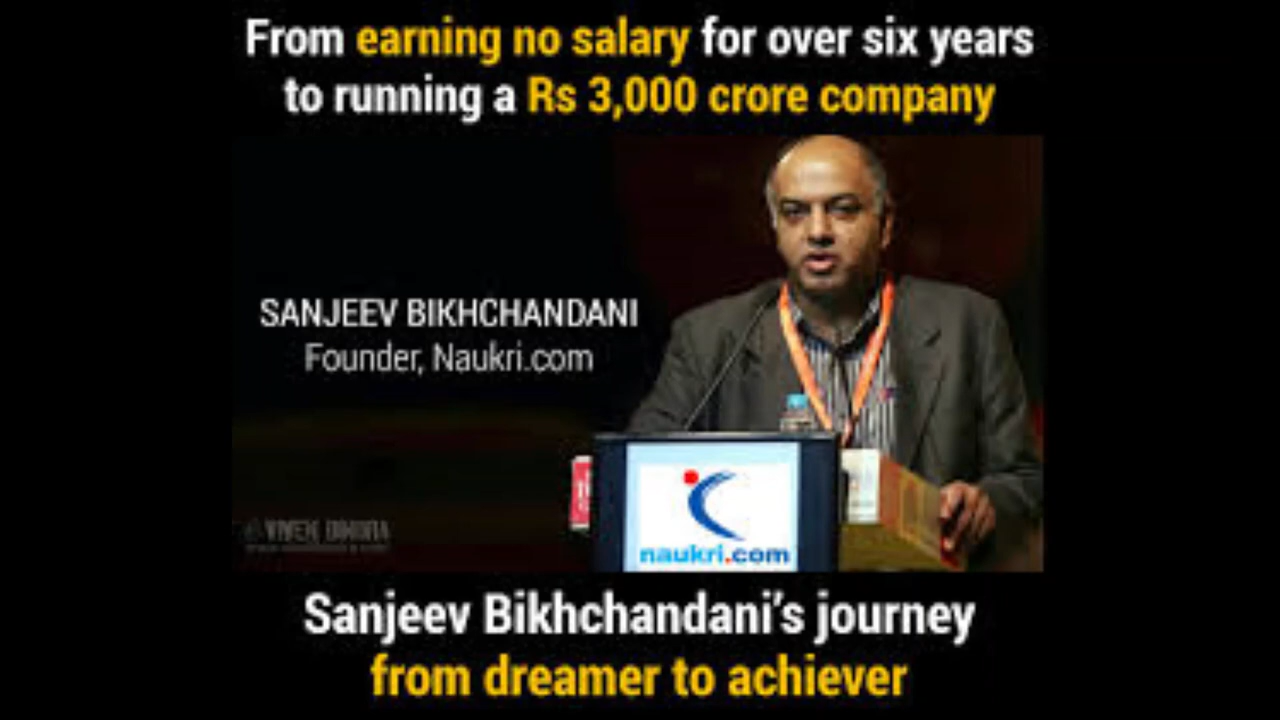 From earning no salary for over six years
to running a Rs 3,000 crore company
SANJEEV BIKHCHANDANI
Founder, Naukri.com
naukri.com
Sanjeev Bikhchandani's journey
from dreamer to achiever